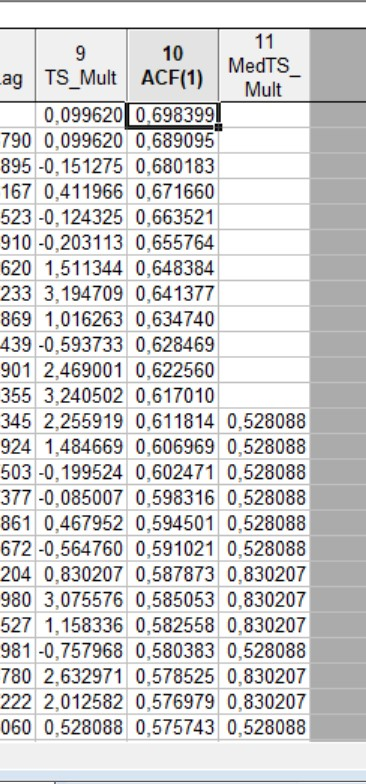 9 10 11
ag TS_Mult ACF(1) MedTS_
Mult
0,099620 0,698399
790 0,099620 0,689095
895 -0,151275 0,680183
167 0,411966 0,671660
523 -0,124325 0,663521
910 -0,203113 0,655764
620 1,511344 0,648384
233 3,194709 0,641377
869 1,016263 0,634740
439 -0,593733 0,628469
901 2,469001 0,622560
355 3,240502 0,617010
345 2,255919 0,611814 0,528088
924 1,484669 0,606969 0,528088
503 -0,199524 0,602471 0,528088
377 -0,085007 0,598316 0,528088
861 0,467952 0,594501 0,528088
672 -0,564760 0,591021 0,528088
204 0,830207 0,587873 0,830207
980 3,075576 0,585053 0,830207
527 1,158336 0,582558 0,830207
981 -0,757968 0,580383 0,528088
780 2,632971 0,578525 0,830207
222 2,012582 0,576979 0,830207
060 0,528088 0,575743 0,528088